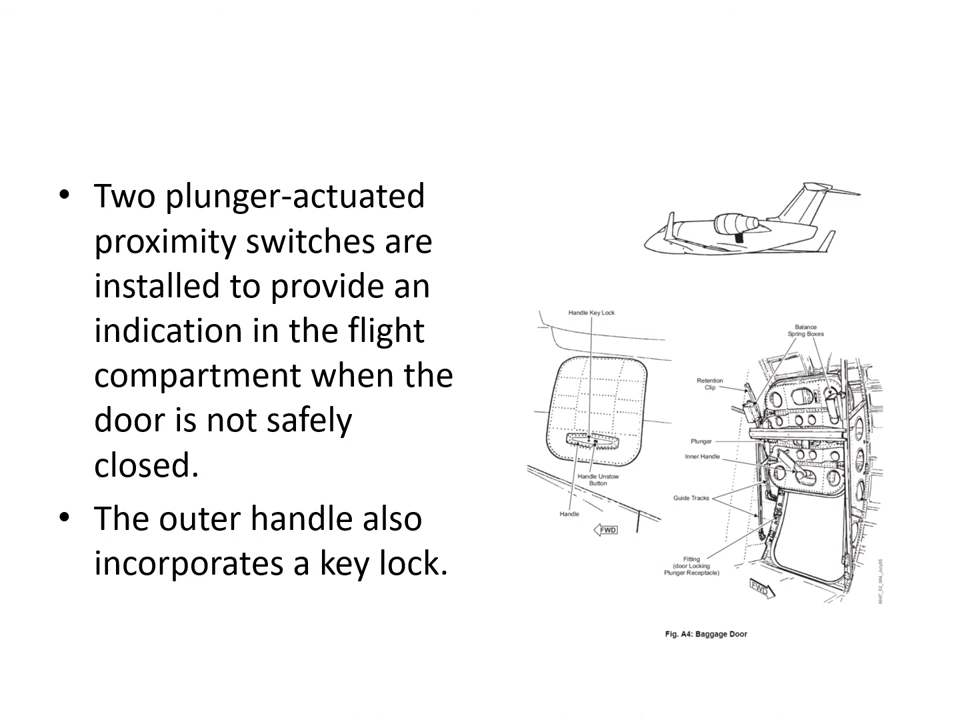 • Two plunger-actuated
proximity switches are
installed to provide an
indication in the flight
compartment when the
door is not safely
closed.
• The outer handle also
incorporates a key lock.
Handle Key Lock
Handle Unstow
Button
Handle
FWD
Balance
Spring Boxes
Retention
Clip
Plunger
Inner Handle
Guide Tracks
Fitting
(door Locking
Plunger Receptacle)
FWD
Fig. A4: Baggage Door